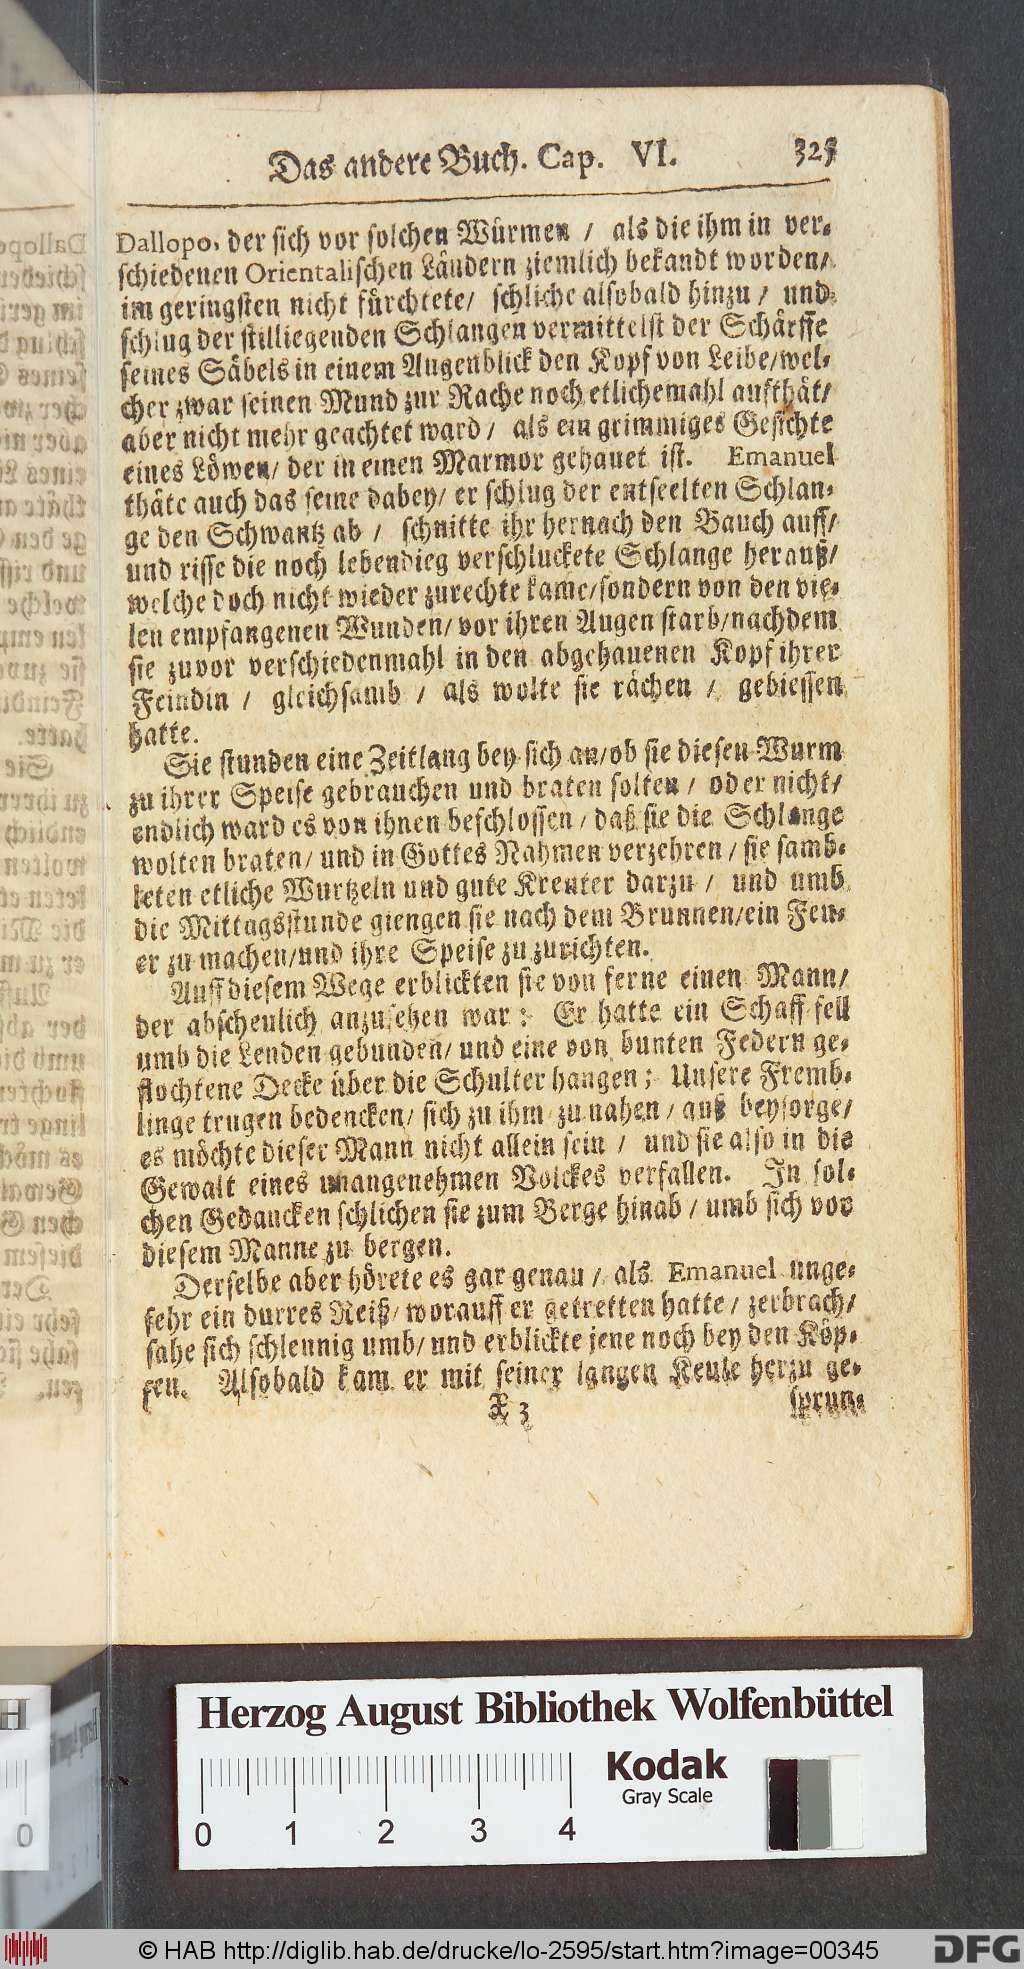 Das andere Buch. Cap. VI. 325
Dallopo, der sich vor solchen Würmen / als die ihm in ver-
schiedenen Orientalischen Ländern ziemlich bekandt worden/
im geringsten nicht fürchtete/ schliche alsobald hinzu / und
schlug der stilliegenden Schlangen vermittelst der Schärffe
seines Säbels in einem Augenblick den Kopf von Leibe/wel-
cher zwar seinen Mund zur Rache noch etlichemahl aufthät/
aber nicht mehr geachtet ward / als ein grimmiges Gesichte
eines Löwen/ der in einen Marmor gehauet ist. Emanuel
thäte auch das seine dabey/ er schlug der entseelten Schlan-
ge den Schwantz ab / schnitte ihr hernach den Bauch auff/
und risse die noch lebendieg verschluckete Schlange herauß/
welche doch nicht wieder zurechte kame/sondern von den vie-
len empfangenen Wunden/ vor ihren Augen starb/nachdem
sie zuvor verschiedenmahl in den abgehauenen Kopf ihrer
Feindin / gleichsamb / als wolte sie rächen / gebiessen
hatte.
Sie stunden eine Zeitlang bey sich an/ob sie diesen Wurm
zu ihrer Speise gebrauchen und braten solten / oder nicht/
endlich ward es von ihnen beschlossen / daß sie die Schlange
wolten braten/ und in Gottes Nahmen verzehren / sie samb-
leten etliche Wurtzeln und gute Kreuter darzu / und umb
die Mittagsstunde giengen sie nach dem Brunnen/ein Feu-
er zu machen/und ihre Speise zu zurichten.
Auff diesem Wege erblickten sie von ferne einen Mann/
der abscheulich anzusehen war: Er hatte ein Schaff-fell
umb die Lenden gebunden/ und eine von bunten Federn ge-
flochtene Decke über die Schulter hangen; Unsere Fremb-
linge trugen bedencken/ sich zu ihm zu nahen / auß beysorge/
es möchte dieser Mann nicht allein sein / und sie also in die
Gewalt eines unangenehmen Volckes verfallen. In sol-
chen Gedancken schlichen sie zum Berge hinab / umb sich vor
diesem Manne zu bergen.
Derselbe aber hörete es gar genau / als Emanuel unge-
fehr ein durres Reiß/ worauff er getretten hatte / zerbrach/
sahe sich schleunig umb/ und erblickte jene noch bey den Köp-
fen. Alsobald kam er mit seiner langen Keule herzu ge-
X 3 sprun-
Herzog August Bibliothek Wolfenbüttel
Kodak
Gray Scale
0 1 2 3 4
© HAB http://diglib.hab.de/drucke/lo-2595/start.htm?image=00345
DFG